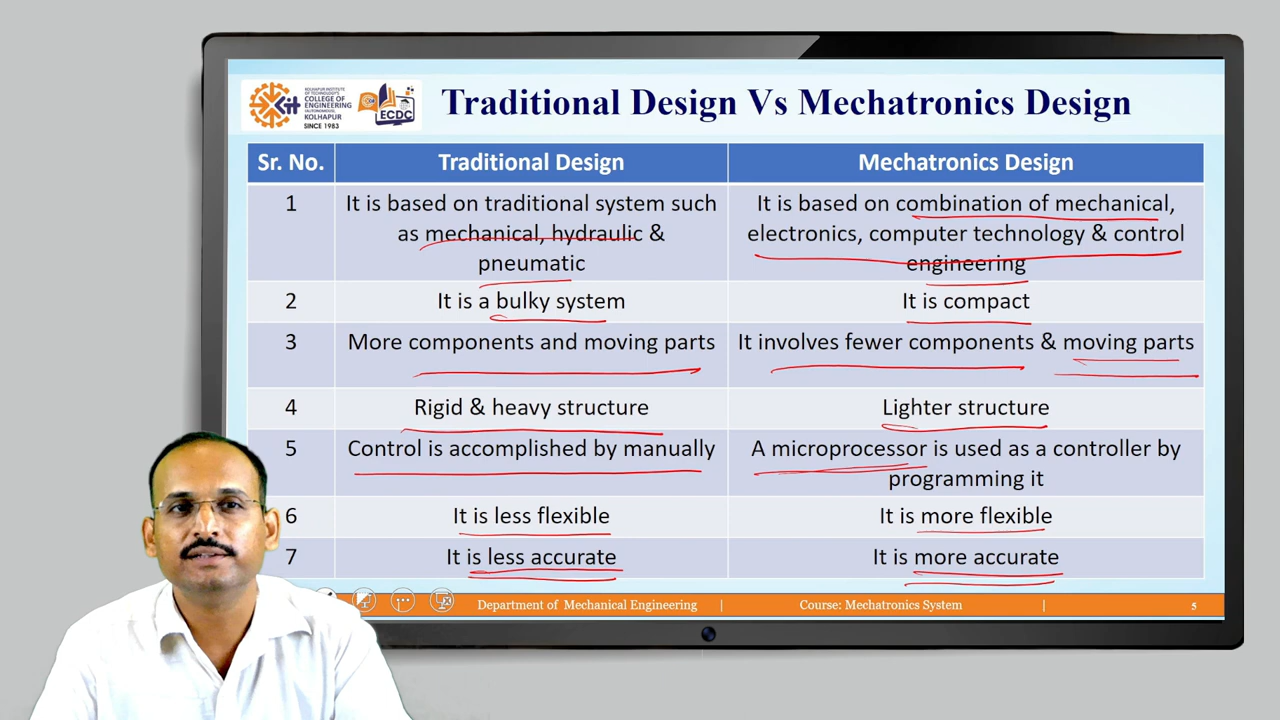 KOLHAPUR INSTITUTE
OF TECHNOLOGY'S
COLLEGE OF
ENGINEERING
(AUTONOMOUS),
KOLHAPUR
SINCE 1983
ECDC
Traditional Design Vs Mechatronics Design
Sr. No. Traditional Design Mechatronics Design
1 It is based on traditional system such It is based on combination of mechanical,
as mechanical, hydraulic & electronics, computer technology & control
pneumatic engineering
2 It is a bulky system It is compact
3 More components and moving parts It involves fewer components & moving parts
4 Rigid & heavy structure Lighter structure
5 Control is accomplished by manually A microprocessor is used as a controller by
programming it
6 It is less flexible It is more flexible
7 It is less accurate It is more accurate
Department of Mechanical Engineering | Course: Mechatronics System | 5